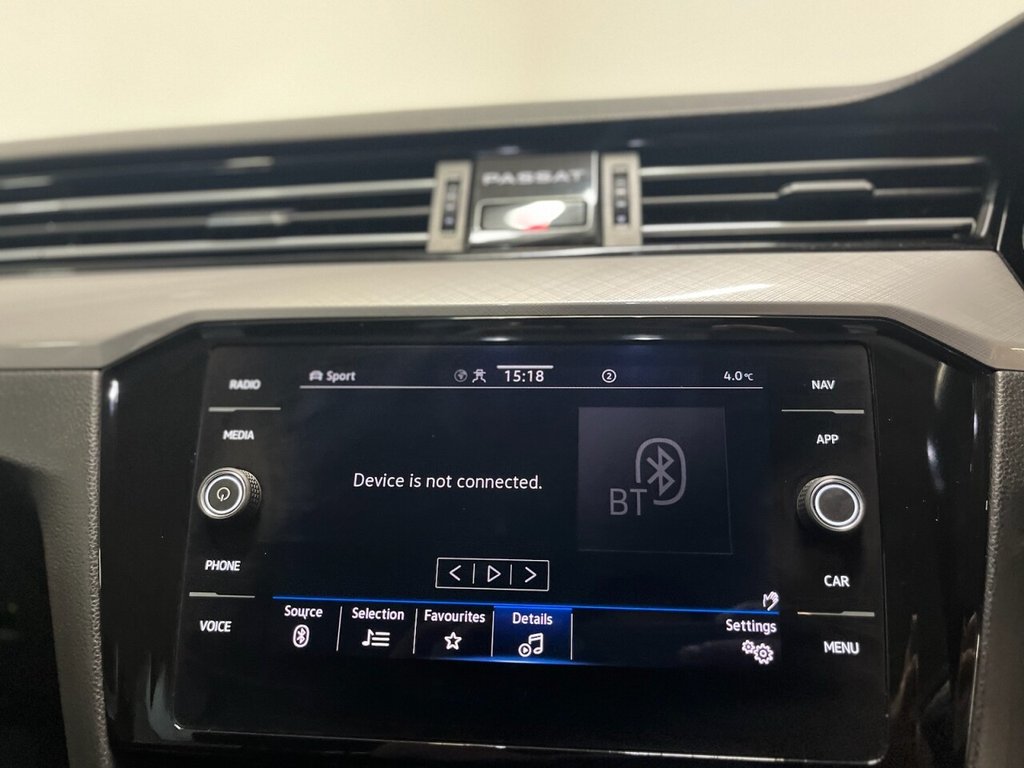 PASSAT
RADIO
MEDIA
PHONE
VOICE
Sport
15:18
2
4.0°C
Device is not connected.
BT
Source
Selection
Favourites
Details
Settings
NAV
APP
CAR
MENU